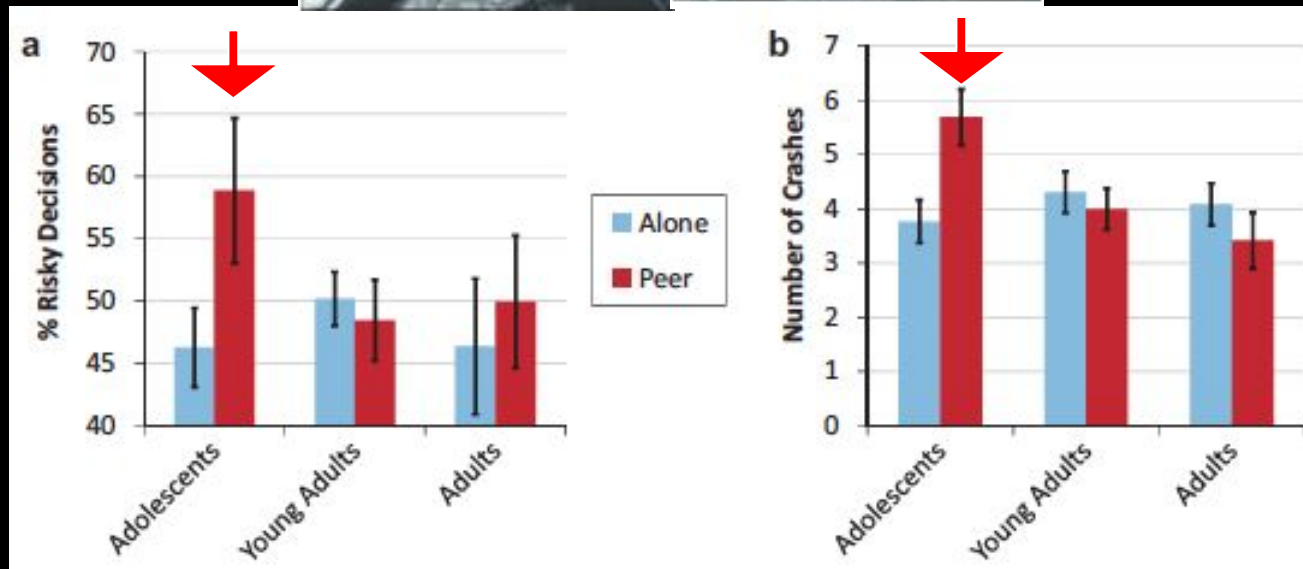 a
% Risky Decisions
70
65
60
55
50
45
40
Adolescents
Young Adults
Adults
Alone
Peer
b
Number of Crashes
7
6
5
4
3
2
1
0
Adolescents
Young Adults
Adults